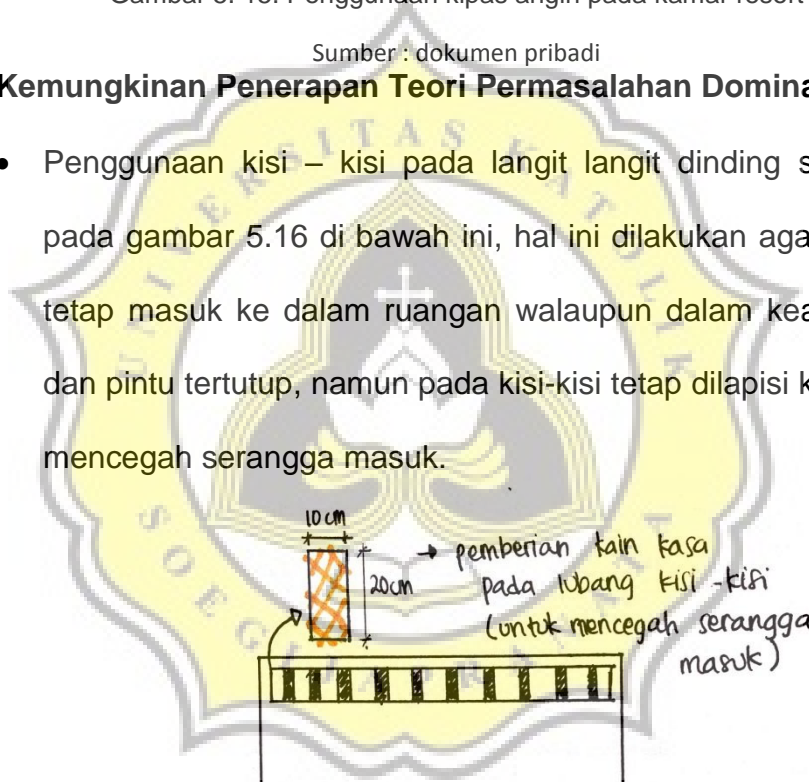 Gambar 5. 15. Penggunaan kipas angin pada kamar resort
Sumber : dokumen pribadi
Kemungkinan Penerapan Teori Permasalahan Domina
• Penggunaan kisi – kisi pada langit langit dinding s
pada gambar 5.16 di bawah ini, hal ini dilakukan aga
tetap masuk ke dalam ruangan walaupun dalam kea
dan pintu tertutup, namun pada kisi-kisi tetap dilapisi k
mencegah serangga masuk.
10 cm
20cm
→ pemberian kain kasa
pada lubang kisi -kisi
(untuk mencegah serangga
masuk)
UNIVERSITAS KATOLIK
SOEGIJAPRANATA